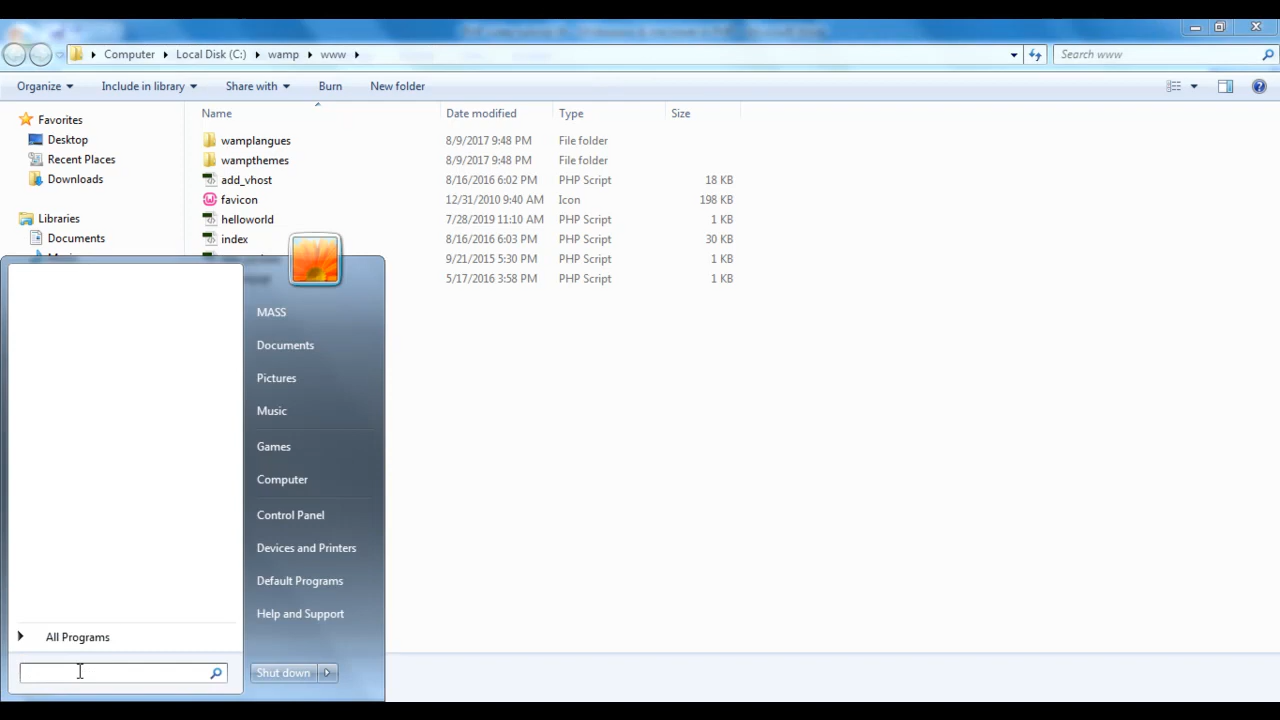 Computer Local Disk (C:) wamp www
Search www
Organize Include in library Share with Burn New folder
Favorites
Desktop
Recent Places
Downloads
Libraries
Documents
Name Date modified Type Size
wamplangues 8/9/2017 9:48 PM File folder
wampthemes 8/9/2017 9:48 PM File folder
add_vhost 8/16/2016 6:02 PM PHP Script 18 KB
favicon 12/31/2010 9:40 AM Icon 198 KB
helloworld 7/28/2019 11:10 AM PHP Script 1 KB
index 8/16/2016 6:03 PM PHP Script 30 KB
9/21/2015 5:30 PM PHP Script 1 KB
5/17/2016 3:58 PM PHP Script 1 KB
MASS
Documents
Pictures
Music
Games
Computer
Control Panel
Devices and Printers
Default Programs
Help and Support
All Programs
Shut down